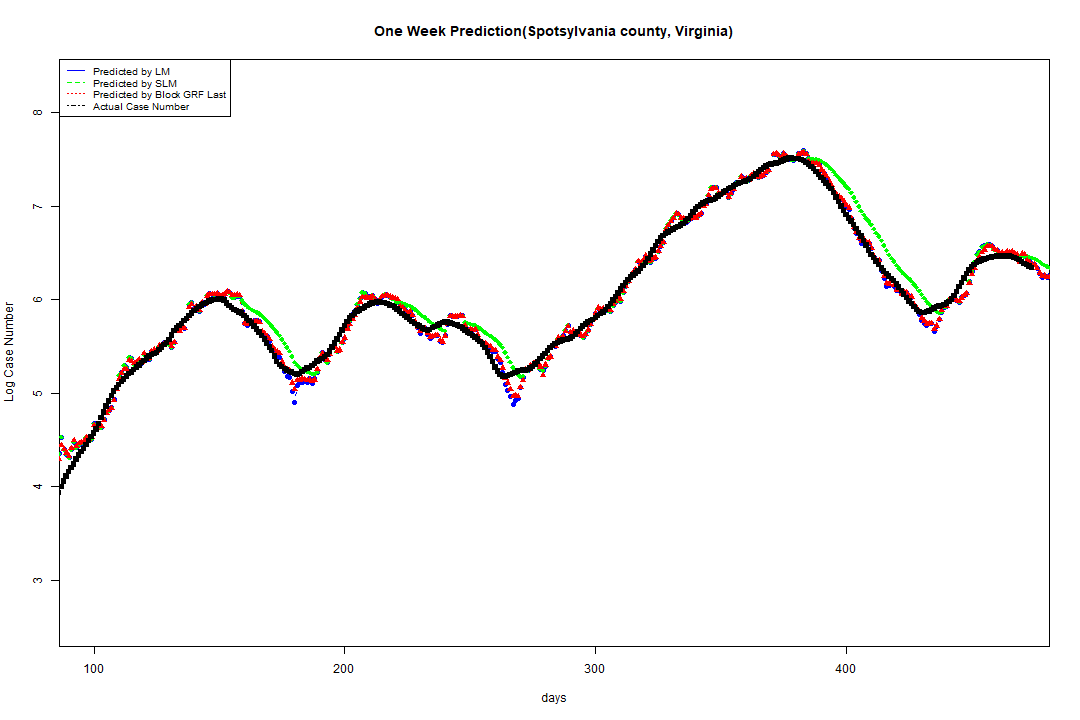 One Week Prediction(Spotsylvania county, Virginia)
Predicted by LM
Predicted by SLM
Predicted by Block GRF Last
Actual Case Number
8
7
6
5
4
3
Log Case Number
100 200 300 400
days